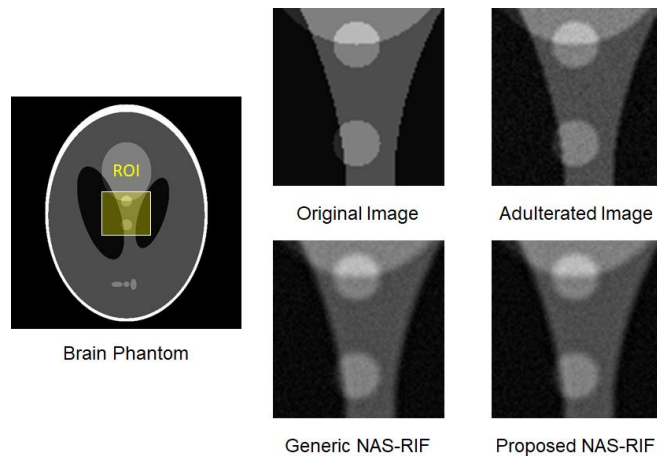 ROI
Brain Phantom
Original Image
Adulterated Image
Generic NAS-RIF
Proposed NAS-RIF